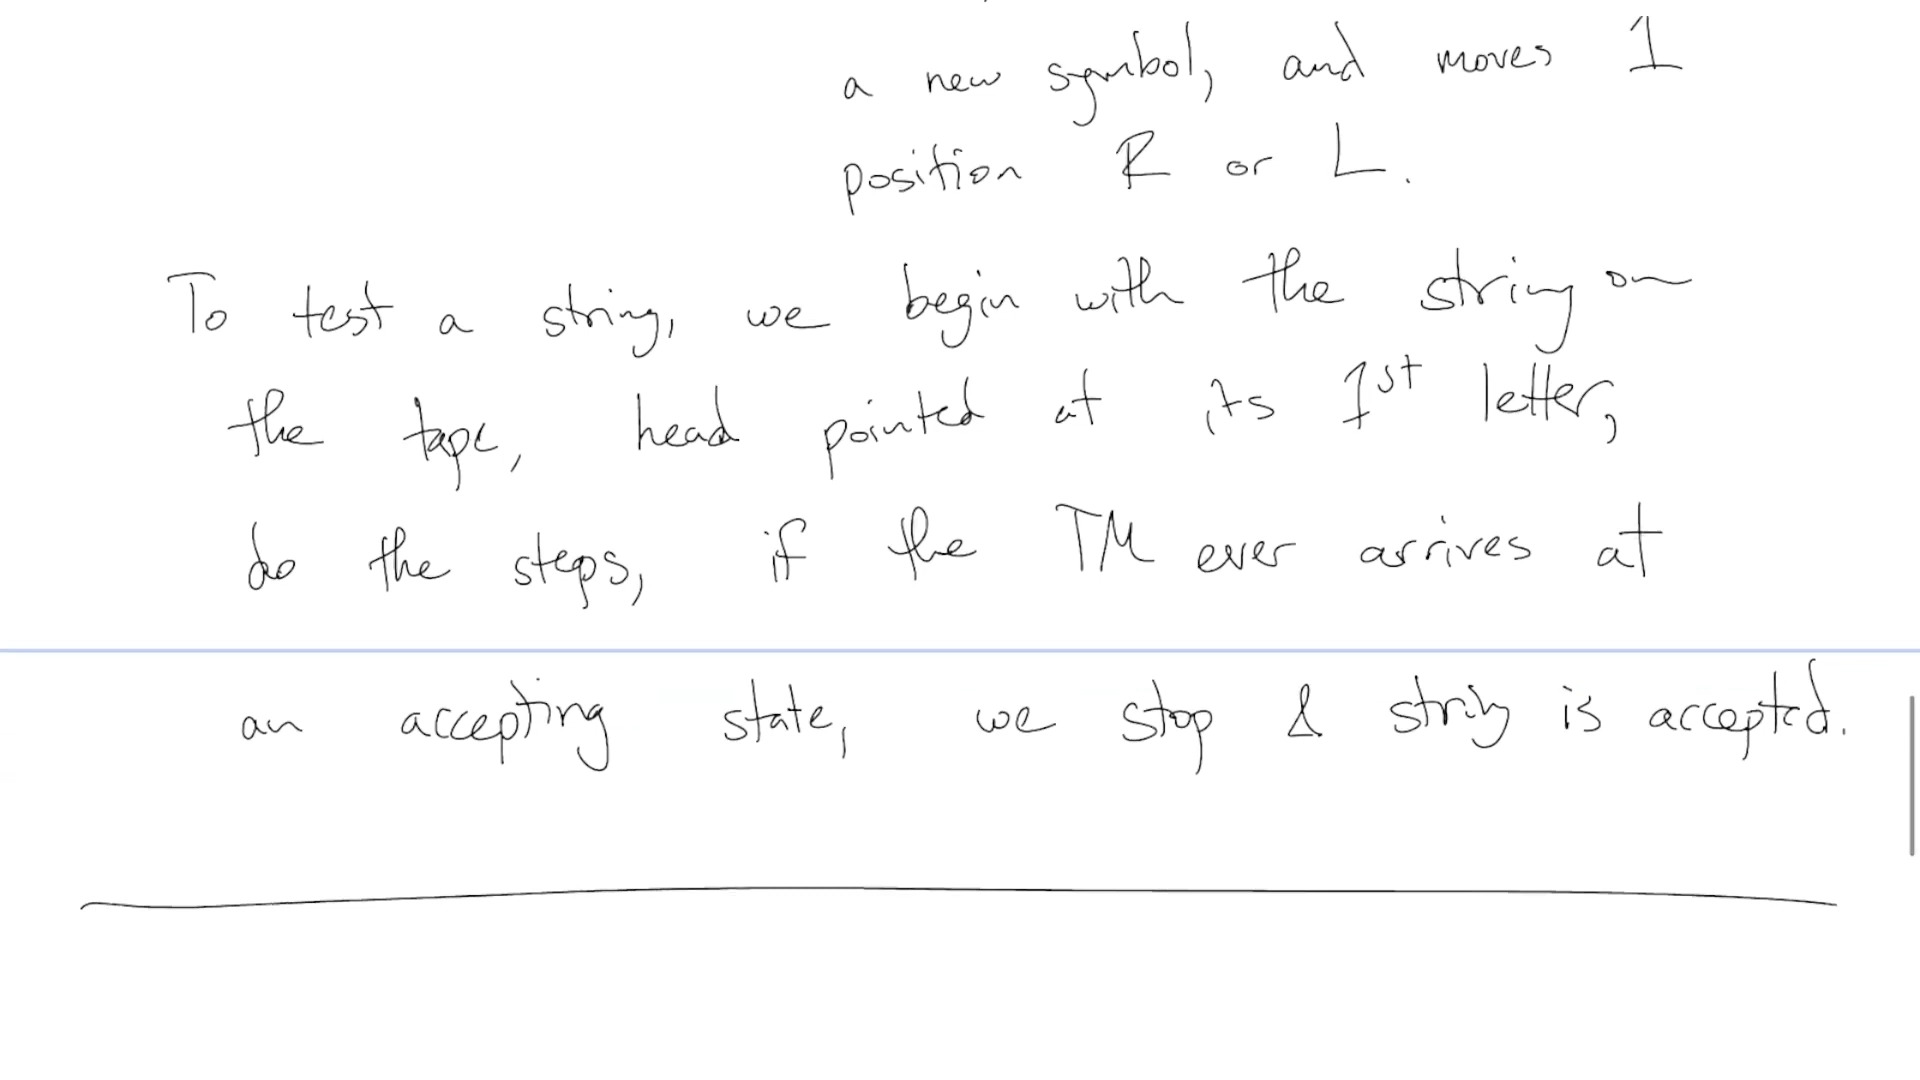 a new symbol, and moves 1
position R or L.
To test a string, we begin with the string on
the tape, head pointed at its 1st letter,
do the steps, if the TM ever arrives at
an accepting state, we stop & string is accepted.